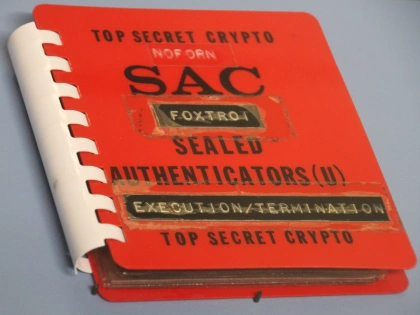 TOP SECRET CRYPTO
NOFORN
SAC
FOXTROT
SEALED
AUTHENTICATORS (U)
EXECUTION/TERMINATION
TOP SECRET CRYPTO